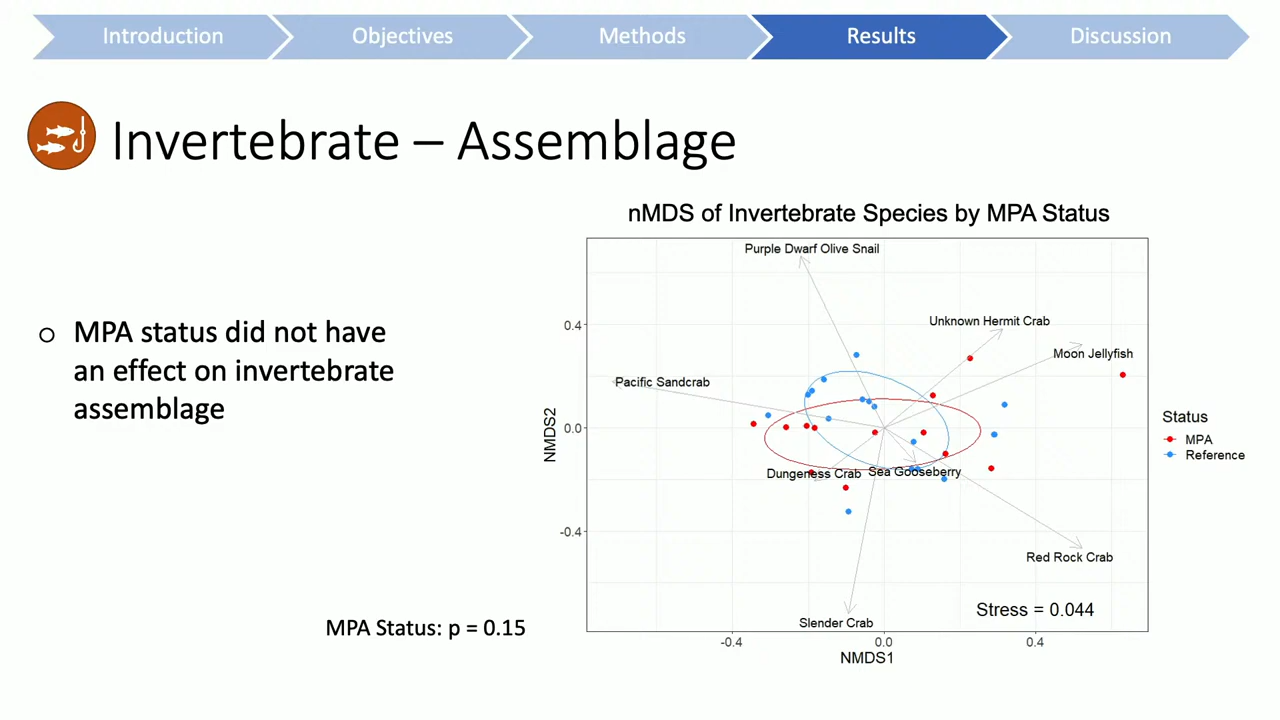 Introduction
Objectives
Methods
Results
Discussion
Invertebrate – Assemblage
nMDS of Invertebrate Species by MPA Status
o MPA status did not have
an effect on invertebrate
assemblage
MPA Status: p = 0.15
Purple Dwarf Olive Snail
Unknown Hermit Crab
Moon Jellyfish
Pacific Sandcrab
Dungeness Crab
Sea Gooseberry
Red Rock Crab
Slender Crab
Stress = 0.044
NMDS2
0.4
0.0
-0.4
-0.4
0.0
0.4
NMDS1
Status
MPA
Reference